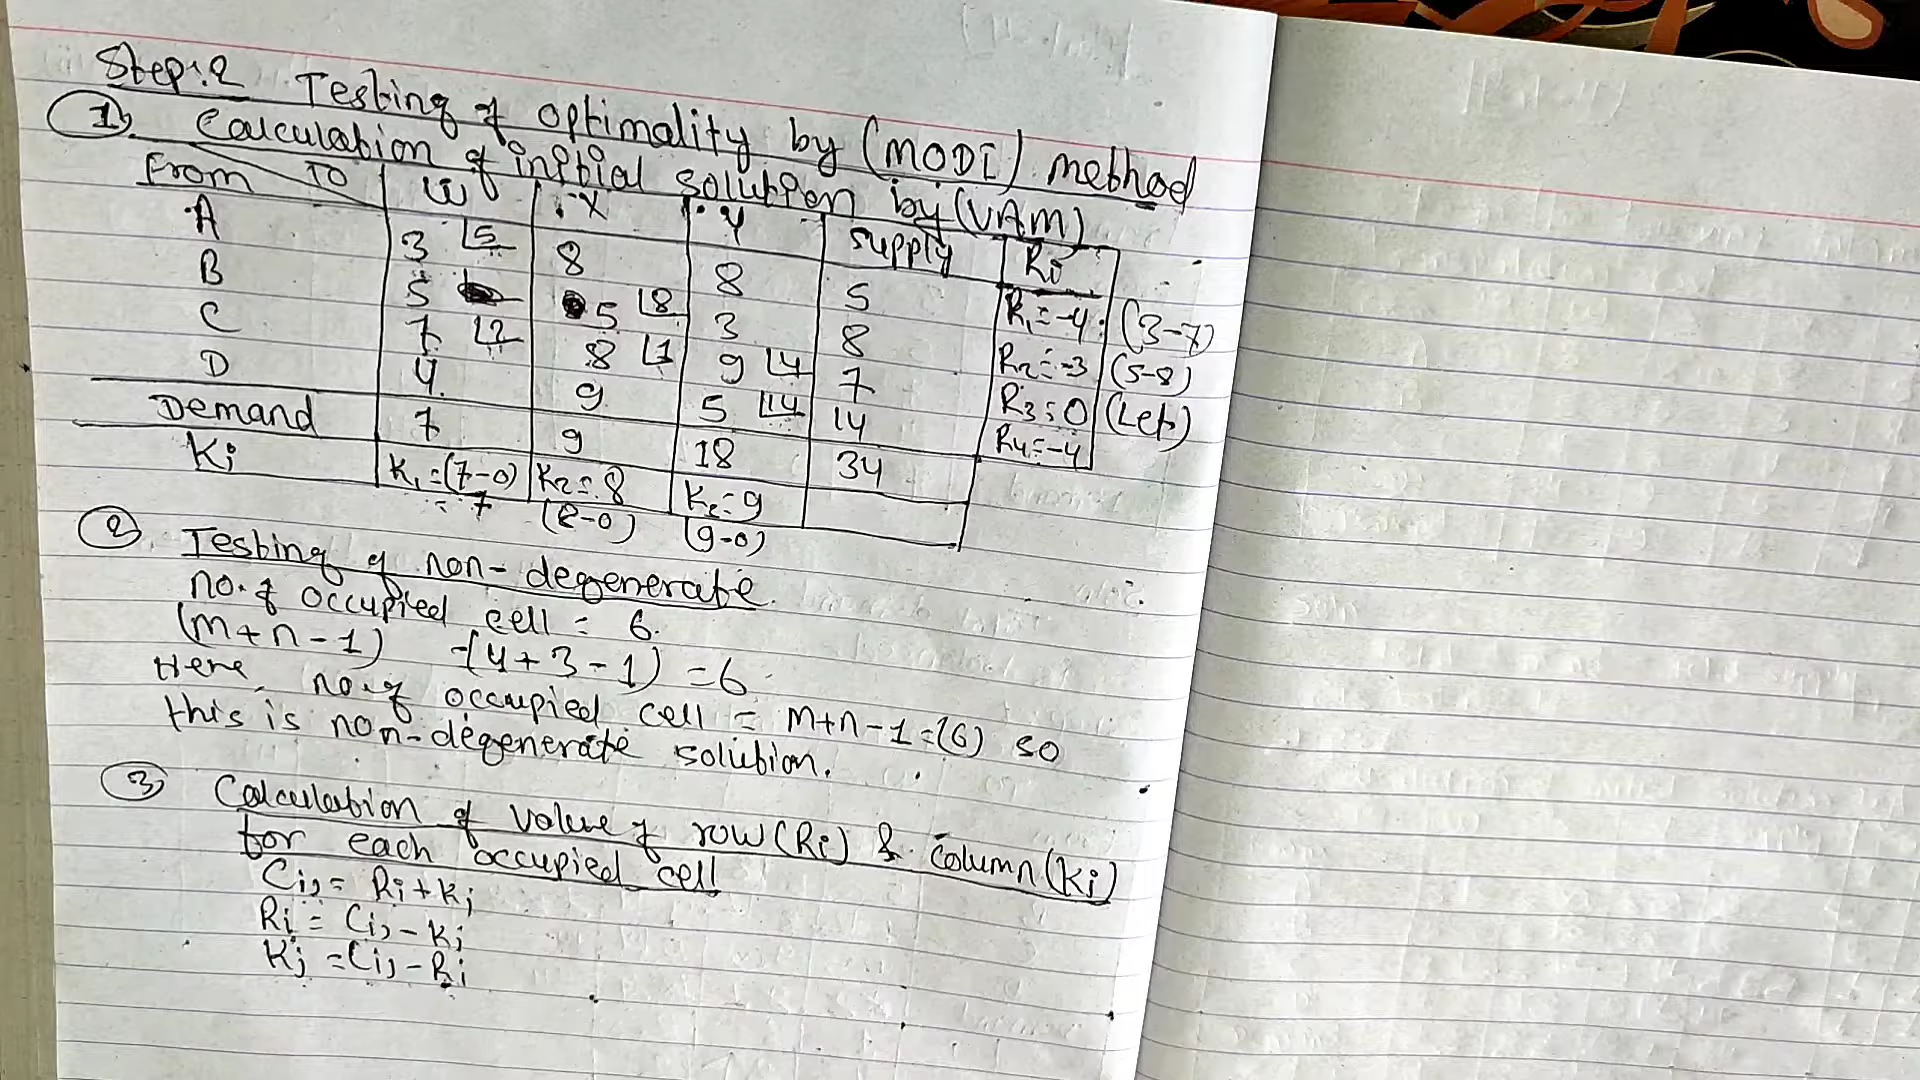 Step:2 Testing of optimality by (MODI) method
1) Calculation of initial solution by (VAM)
From TO W X Y supply Ri
A 3 5 8 8 5 R1=-4 (3-7)
B 5 5 8 3 8 R2=-3 (5-8)
C 7 2 8 1 9 4 7 R3=0 (Let)
D 4 9 5 14 14 R4=-4
Demand 7 9 18 34
Kj K1=(7-0) =7 K2=8 (8-0) K3=9 (9-0)
2) Testing of non-degenerate
no. of occupied cell = 6
(m+n-1) =(4+3-1) =6
Here, no. of occupied cell = m+n-1=(6) so
this is non-degenerate solution.
3) Calculation of value of row (Ri) & column (Kj)
for each occupied cell
Cij = Ri+Kj
Ri = Cij-Kj
Kj = Cij-Ri